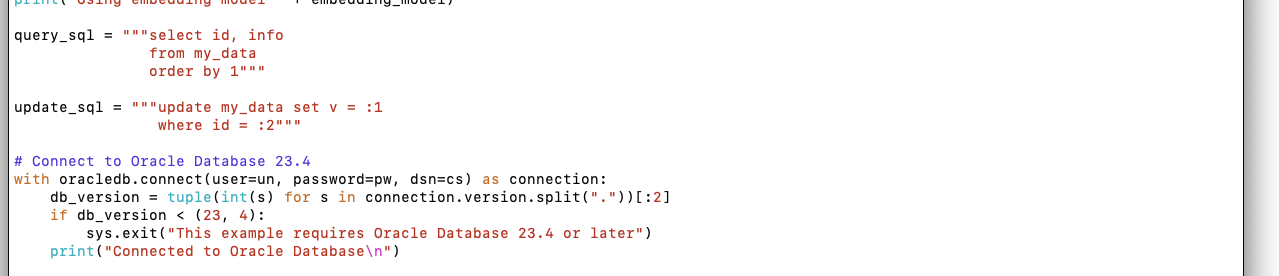 print("Using embedding model " + embedding_model)
query_sql = """select id, info
               from my_data
               order by 1"""
update_sql = """update my_data set v = :1
                where id = :2"""
# Connect to Oracle Database 23.4
with oracledb.connect(user=un, password=pw, dsn=cs) as connection:
    db_version = tuple(int(s) for s in connection.version.split("."))[:2]
    if db_version < (23, 4):
        sys.exit("This example requires Oracle Database 23.4 or later")
    print("Connected to Oracle Database\n")